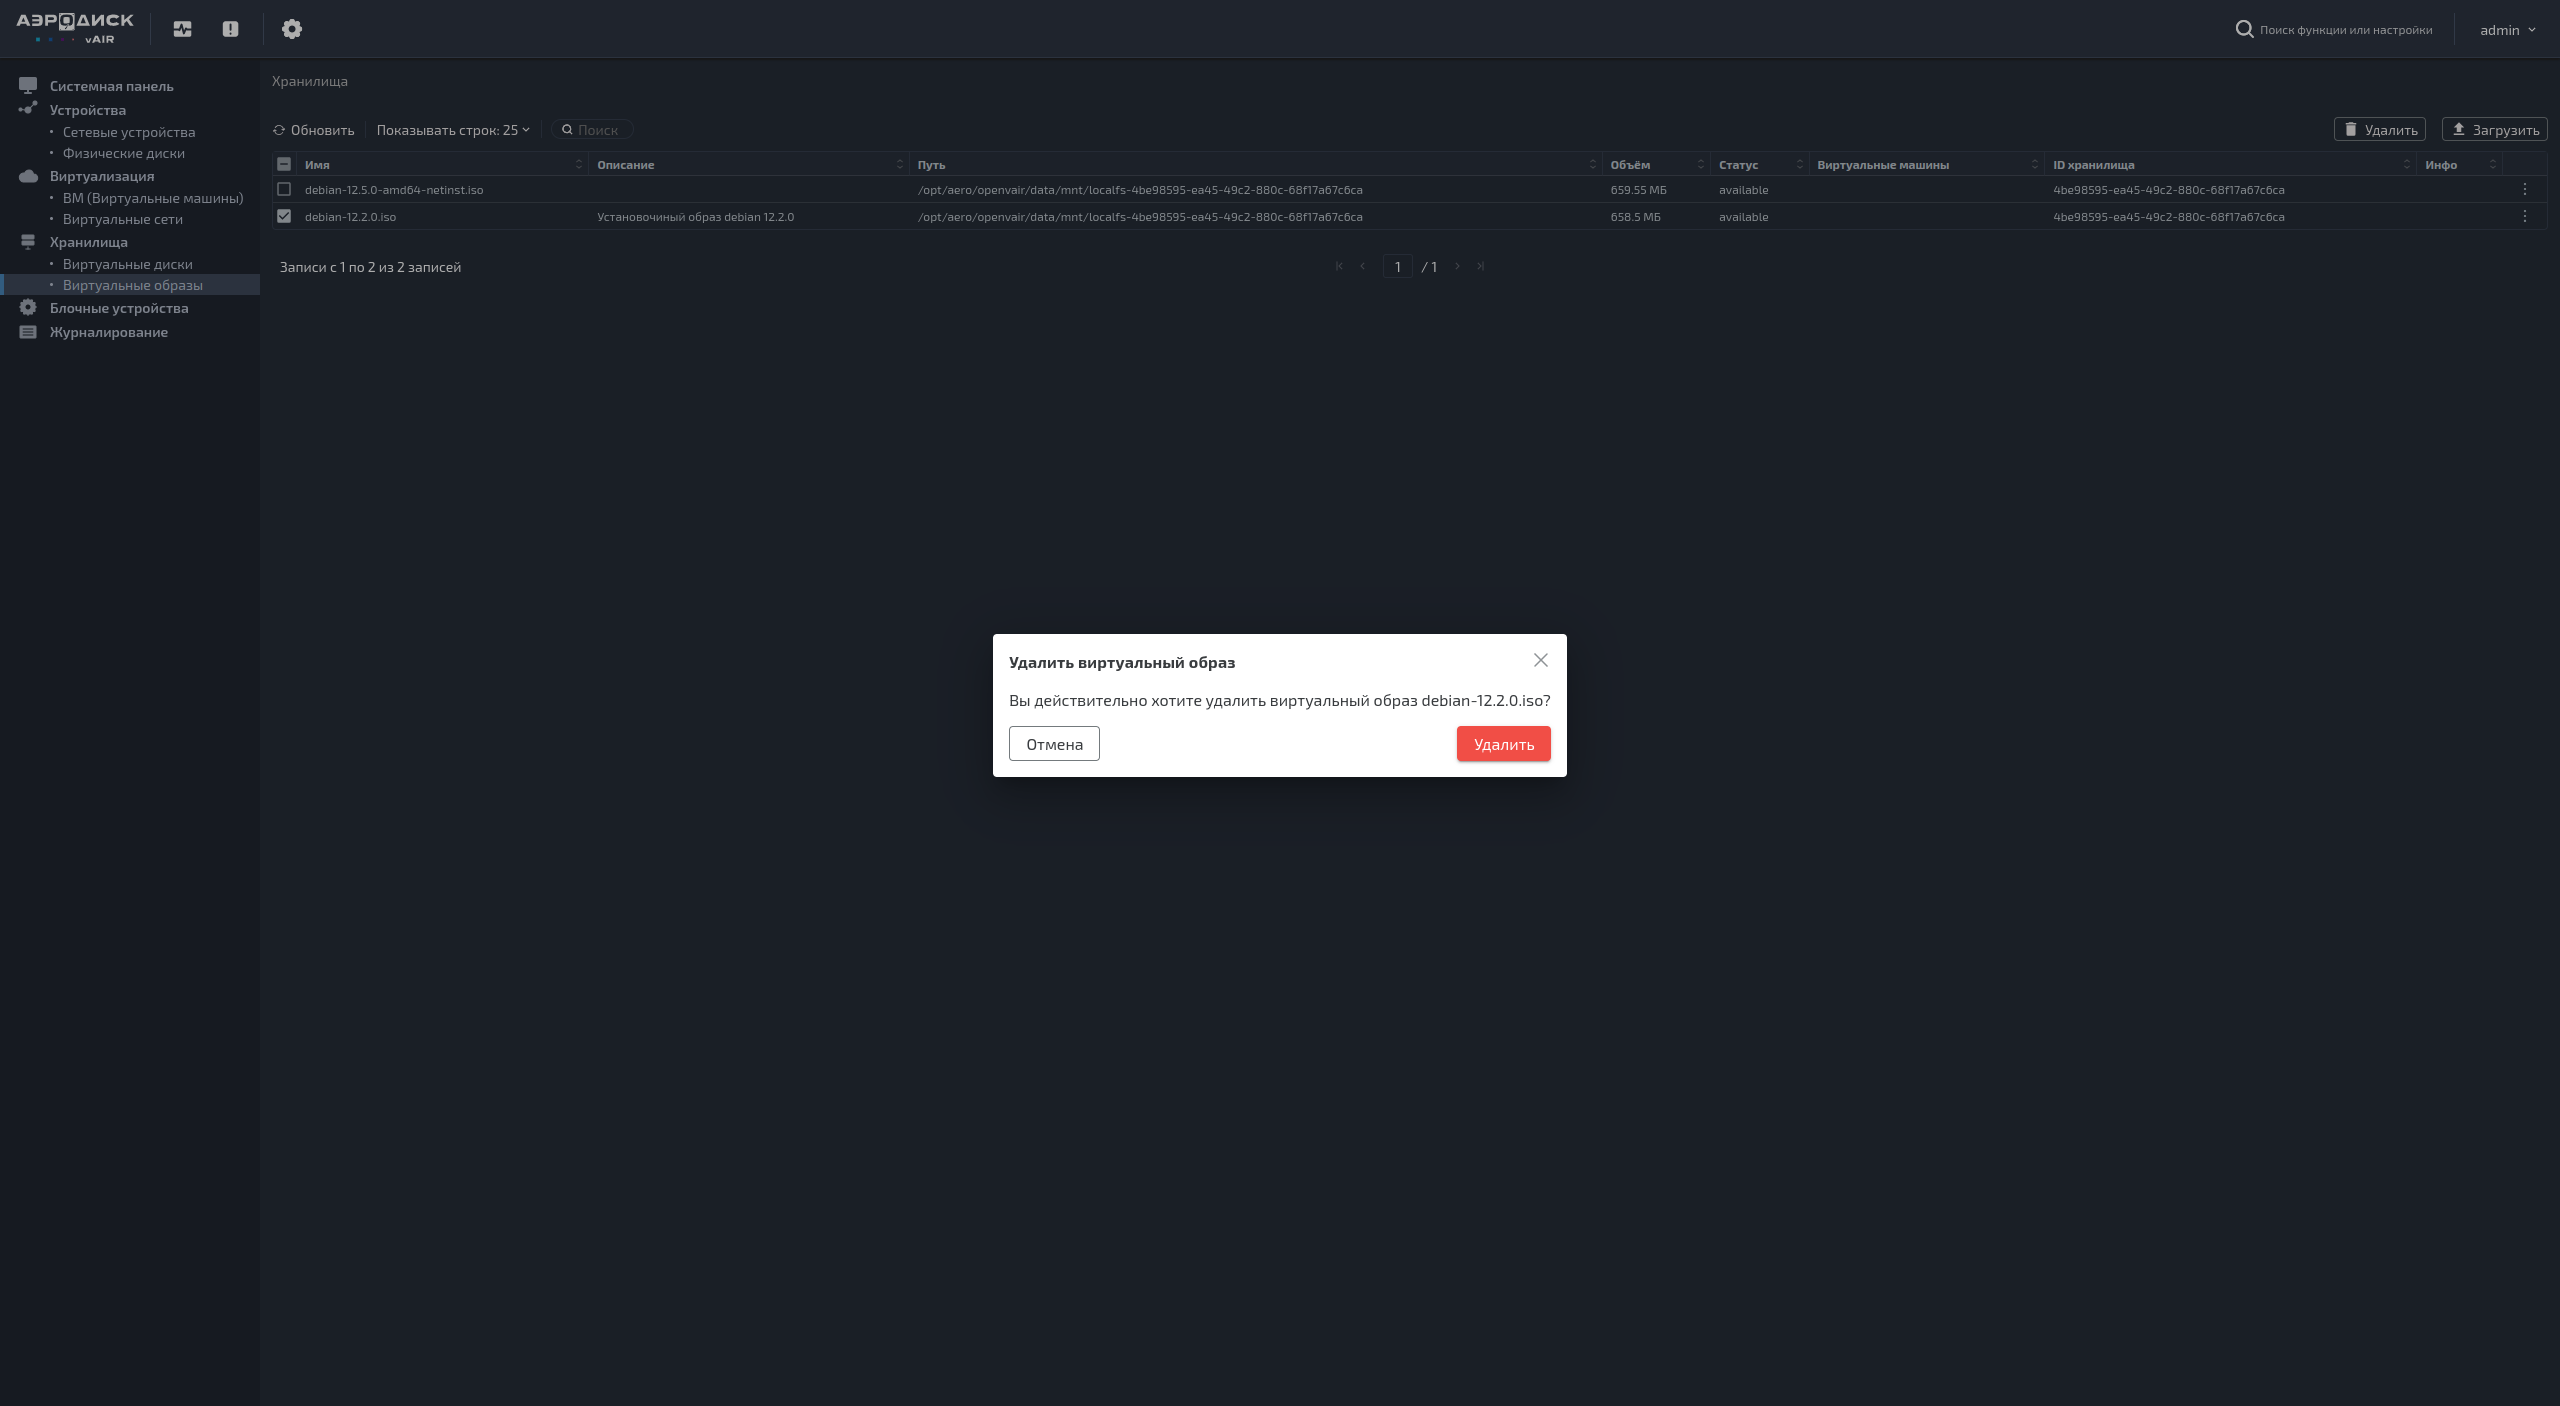 АЭРОДИСК
vAIR
Поиск функции или настройки
admin
Системная панель
Устройства
Сетевые устройства
Физические диски
Виртуализация
ВМ (Виртуальные машины)
Виртуальные сети
Хранилища
Виртуальные диски
Виртуальные образы
Блочные устройства
Журналирование
Хранилища
Обновить Показывать строк: 25 Поиск Удалить Загрузить
Имя Описание Путь Объём Статус Виртуальные машины ID хранилища Инфо
debian-12.5.0-amd64-netinst.iso /opt/aero/openvair/data/mnt/localfs-4be98595-ea45-49c2-880c-68f17a67c6ca 659.55 МБ available 4be98595-ea45-49c2-880c-68f17a67c6ca
debian-12.2.0.iso Установочиный образ debian 12.2.0 /opt/aero/openvair/data/mnt/localfs-4be98595-ea45-49c2-880c-68f17a67c6ca 658.5 МБ available 4be98595-ea45-49c2-880c-68f17a67c6ca
Записи с 1 по 2 из 2 записей 1 / 1
Удалить виртуальный образ
Вы действительно хотите удалить виртуальный образ debian-12.2.0.iso?
Отмена Удалить